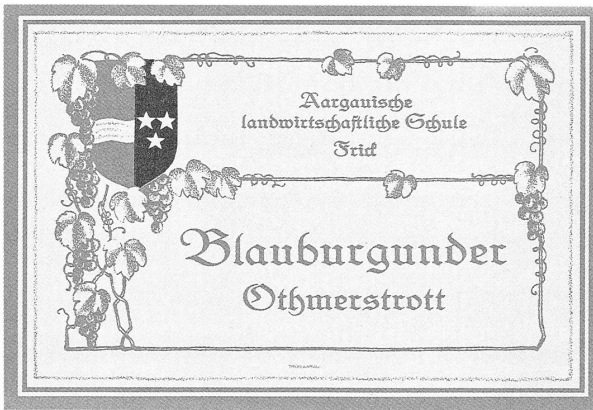 Aargauische
landwirtschaftliche Schule
Frick
Blauburgunder
Othmerstrott